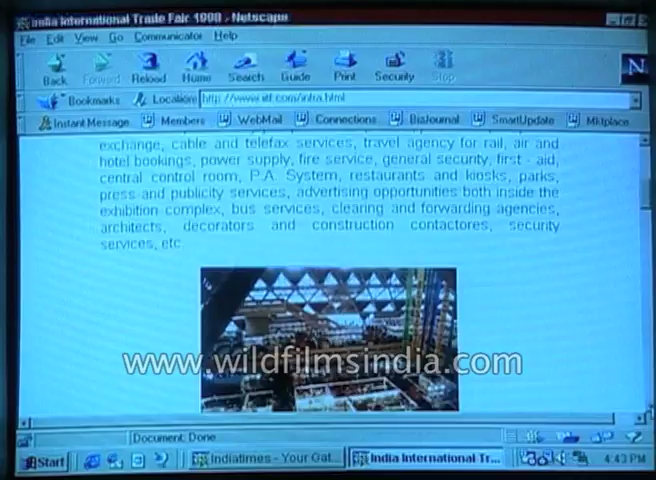 India International Trade Fair 1999 - Netscape
File Edit View Go Communicator Help
Back Forward Reload Home Search Guide Print Security Stop
Bookmarks Location: http://www.iitf.com/infra.html
Instant Message Members WebMail Connections BizJournal SmartUpdate Mktplace
exchange, cable and telefax services, travel agency for rail, air and
hotel bookings, power supply, fire service, general security, first - aid,
central control room, P.A. System, restaurants and kiosks, parks,
press and publicity services, advertising opportunities both inside the
exhibition complex, bus services, clearing and forwarding agencies,
architects, decorators and construction contactores, security
services, etc
www.wildfilmsindia.com
Document: Done
Start Indiatimes - Your Gat... India International Tr... 4:43 PM